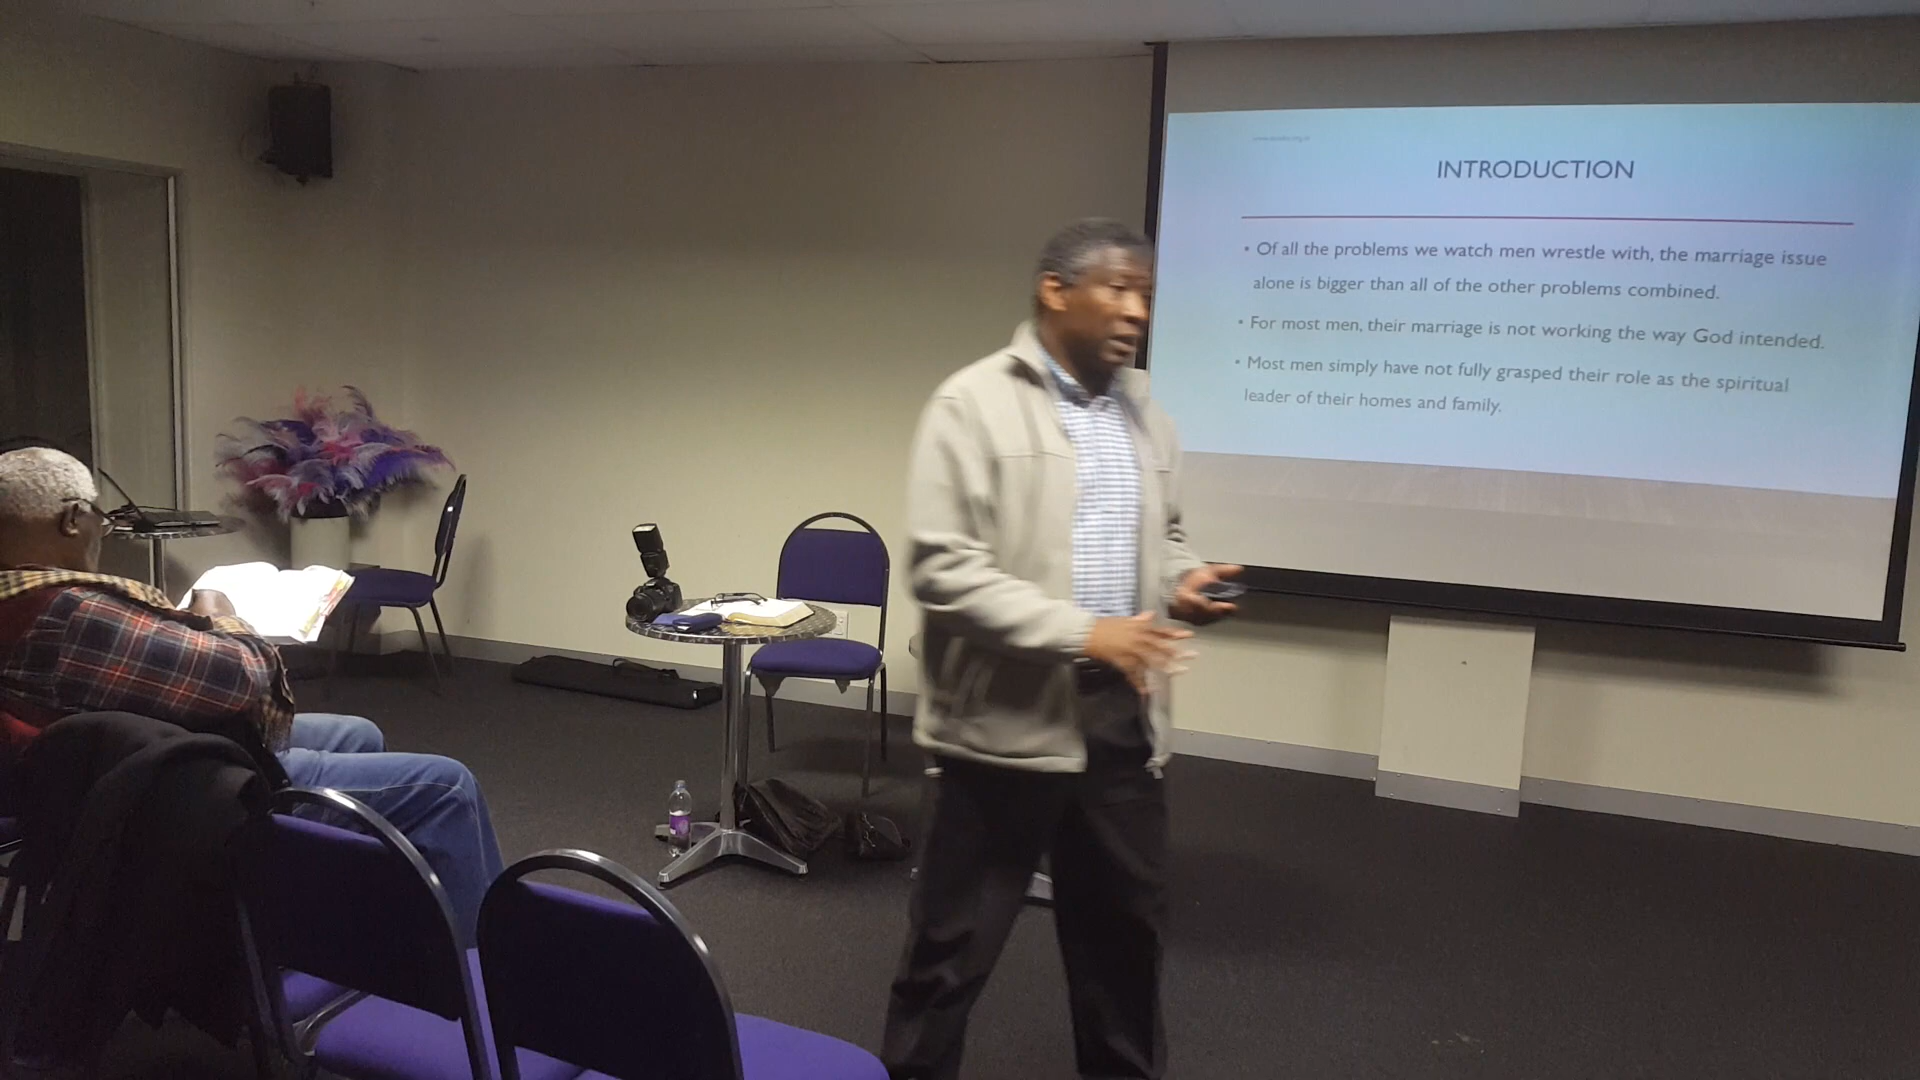 INTRODUCTION
• Of all the problems we watch men wrestle with, the marriage issue
alone is bigger than all of the other problems combined.
• For most men, their marriage is not working the way God intended.
• Most men simply have not fully grasped their role as the spiritual
leader of their homes and family.